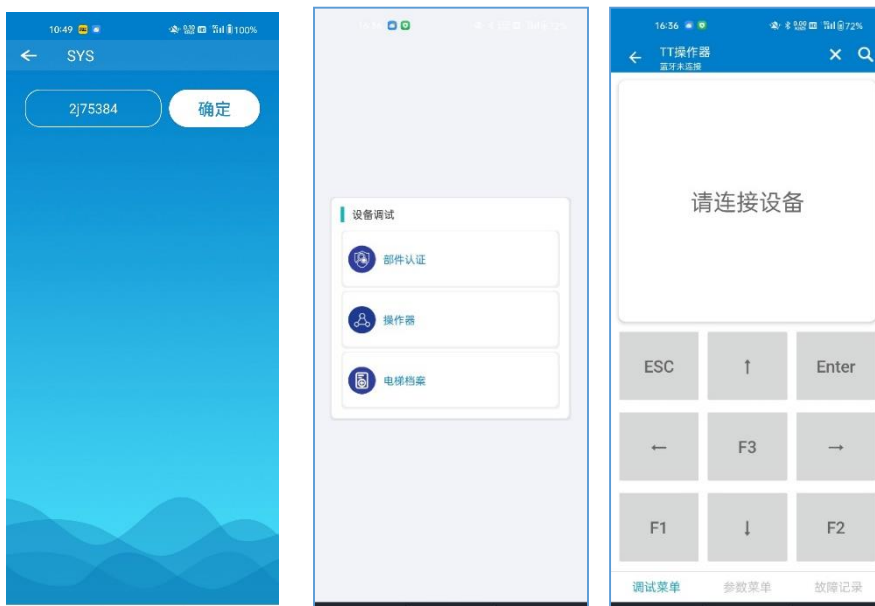 10:49
100%
← SYS
2j75384
确定
设备调试
部件认证
操作器
电梯档案
16:36
72%
← TT操作器
蓝牙未连接
请连接设备
ESC ↑ Enter
← F3 →
F1 ↓ F2
调试菜单 参数菜单 故障记录